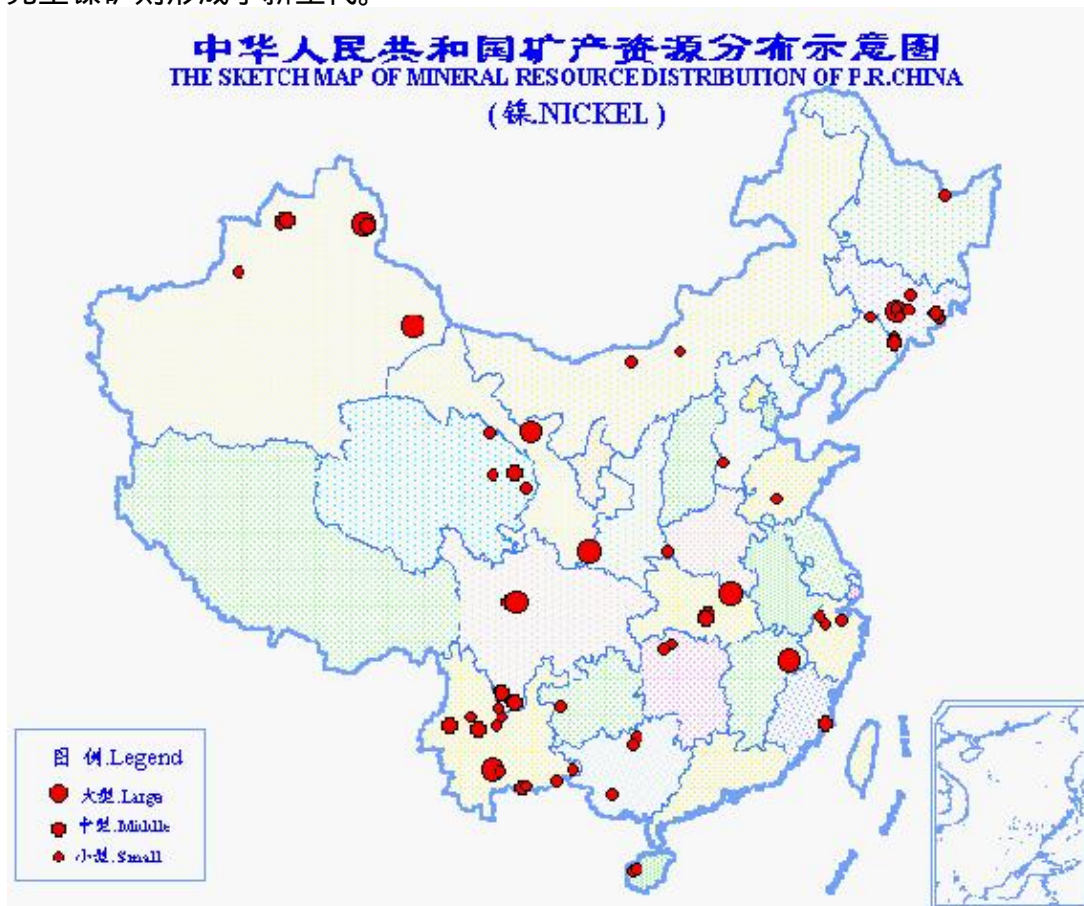 中华人民共和国矿产资源分布示意图
THE SKETCH MAP OF MINERAL RESOURCE DISTRIBUTION OF P.R.CHINA
(镍.NICKEL)
图 例.Legend
大型.Large
中型.Middle
小型.Small